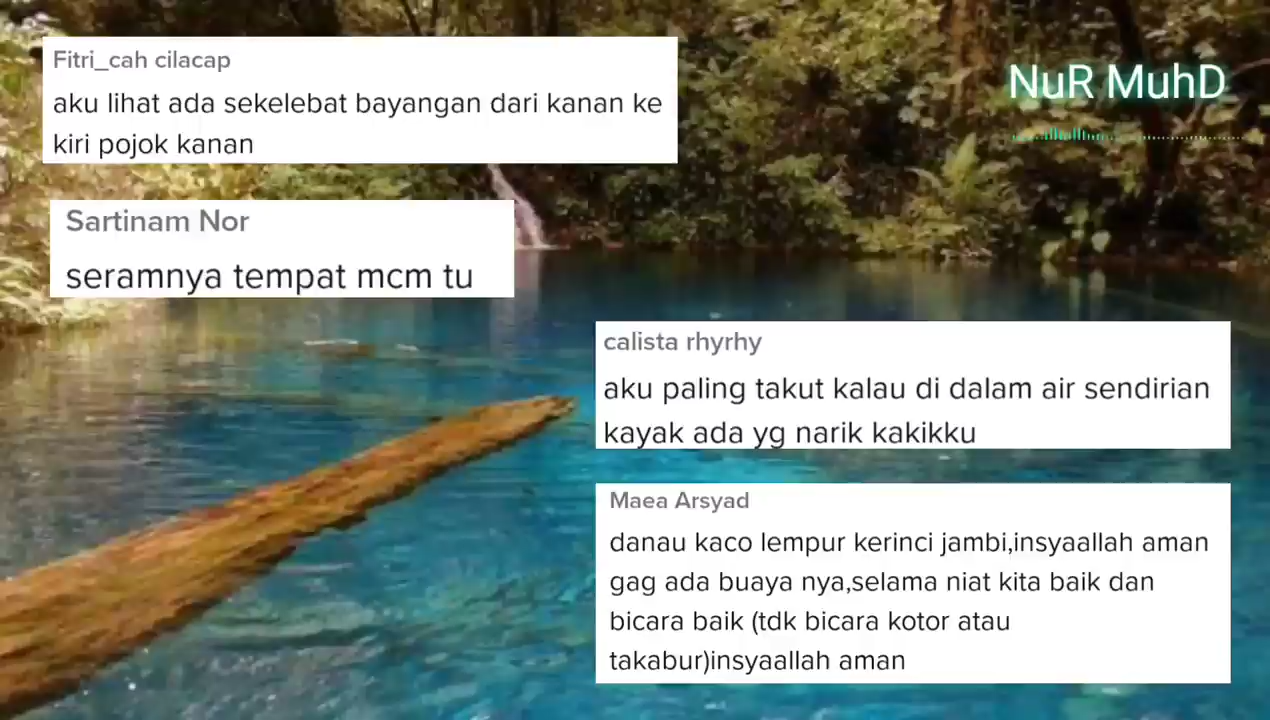 Fitri_cah cilacap
aku lihat ada sekelebat bayangan dari kanan ke
kiri pojok kanan
NuR MuhD
Sartinam Nor
seramnya tempat mcm tu
calista rhyrhy
aku paling takut kalau di dalam air sendirian
kayak ada yg narik kakikku
Maea Arsyad
danau kaco lempur kerinci jambi,insyaallah aman
gag ada buaya nya,selama niat kita baik dan
bicara baik (tdk bicara kotor atau
takabur)insyaallah aman